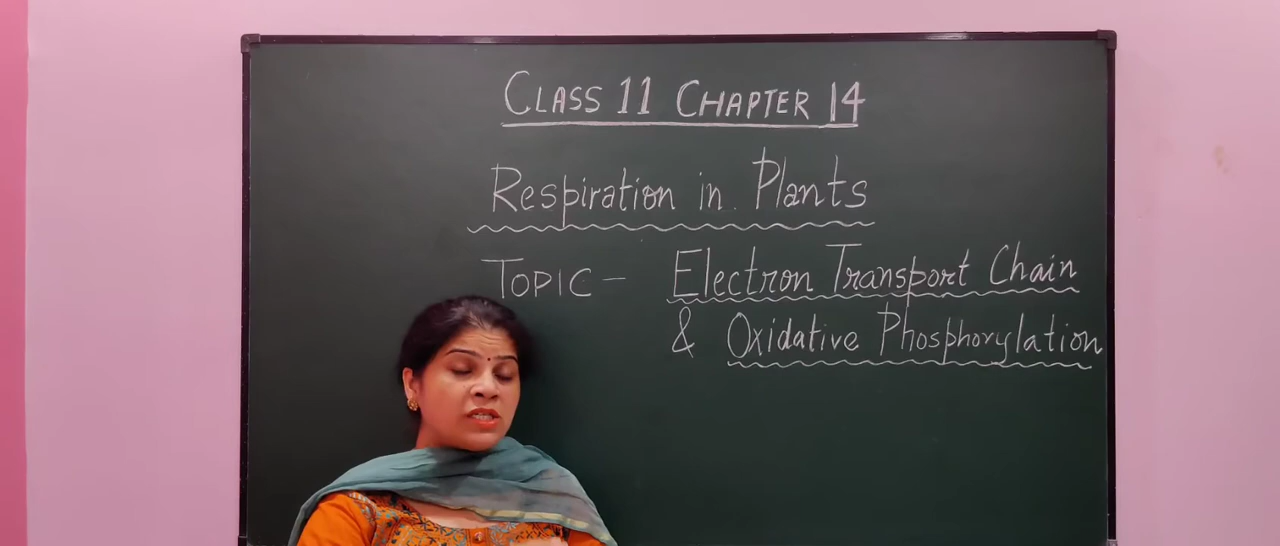 CLASS 11 CHAPTER 14
Respiration in Plants
TOPIC - Electron Transport Chain
& Oxidative Phosphorylation